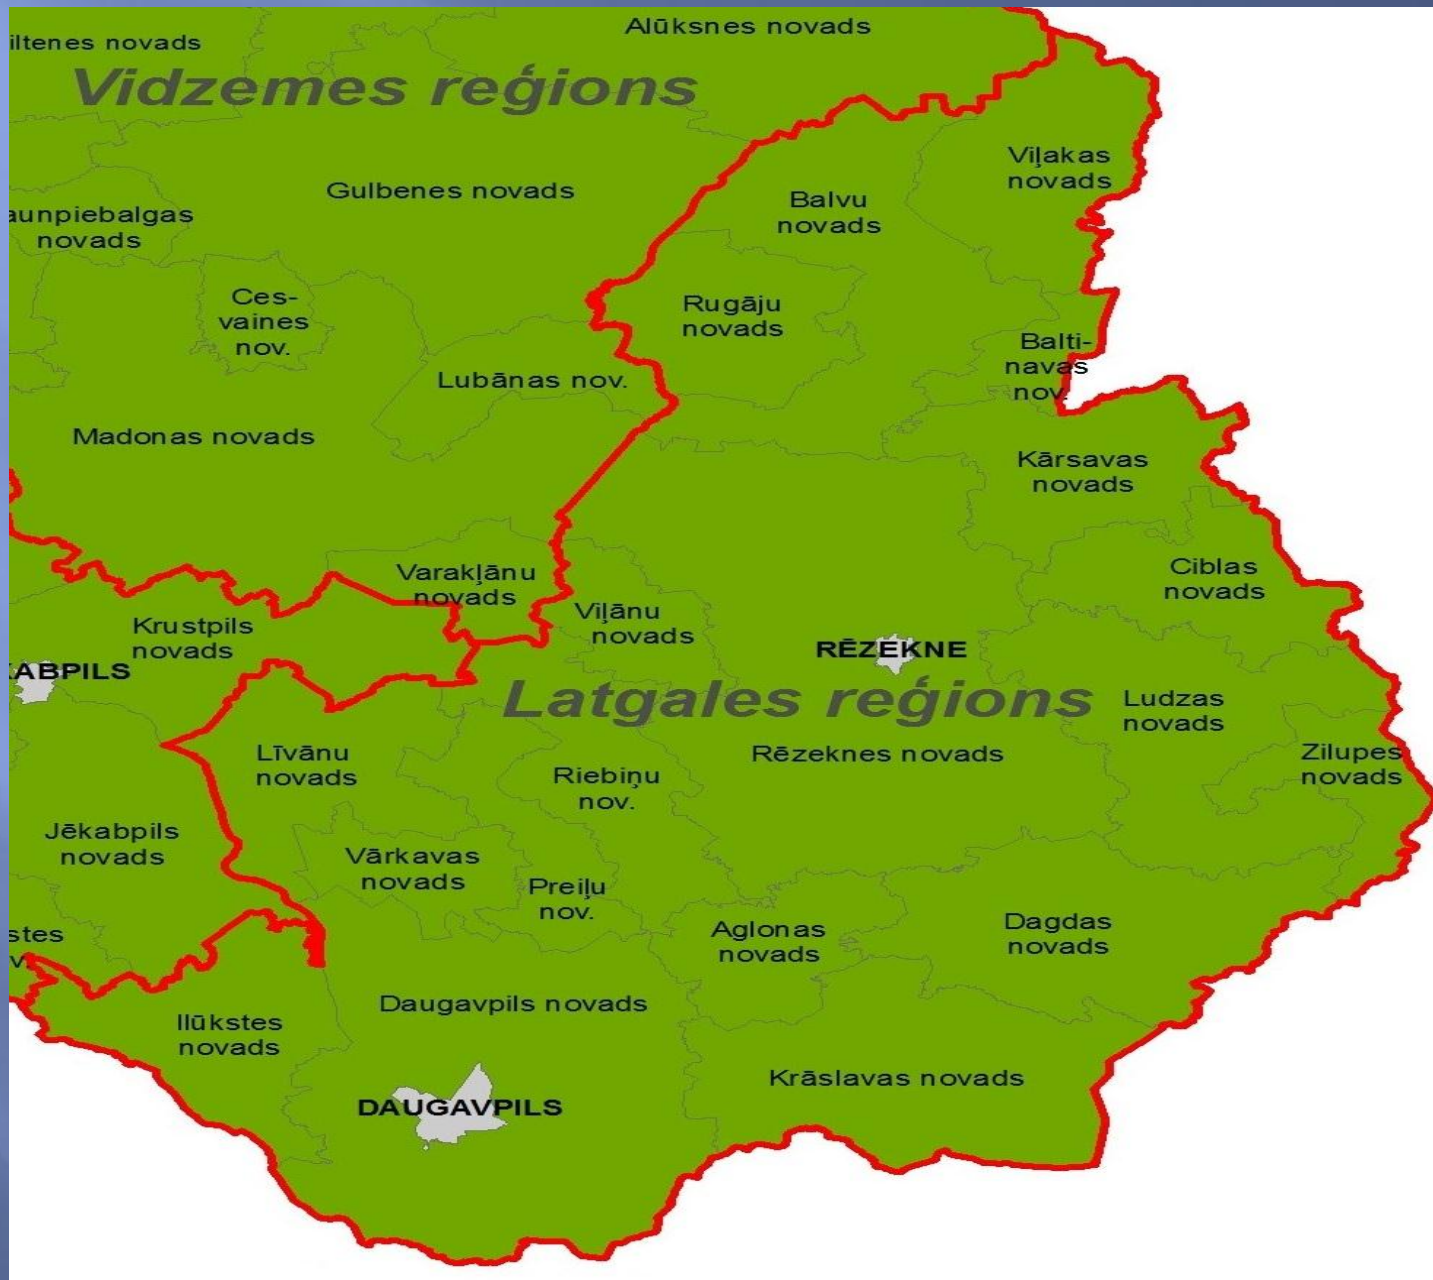 Alūksnes novads
iltenes novads
Vidzemes reģions
Viļakas
novads
Gulbenes novads
Balvu
novads
aunpiebalgas
novads
Ces-
vaines
nov.
Rugāju
novads
Balti-
navas
nov.
Lubānas nov.
Madonas novads
Kārsavas
novads
Varakļānu
novads
Ciblas
novads
Viļānu
novads
Krustpils
novads
RĒZEKNE
KABPILS
Latgales reģions
Ludzas
novads
Līvānu
novads
Rēzeknes novads
Zilupes
novads
Riebiņu
nov.
Jēkabpils
novads
Vārkavas
novads
Preiļu
nov.
Aglonas
novads
Dagdas
novads
stes
v.
Daugavpils novads
Ilūkstes
novads
Krāslavas novads
DAUGAVPILS